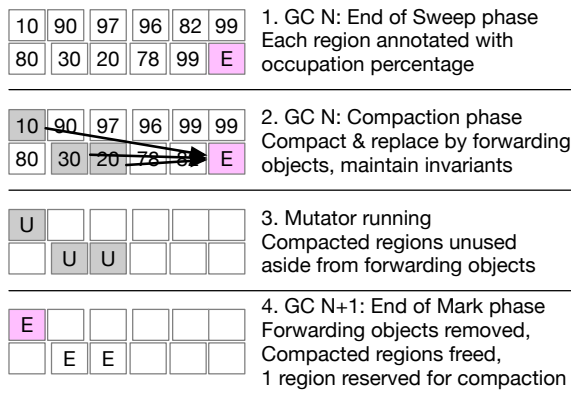 10 90 97 96 82 99
80 30 20 78 99 E
1. GC N: End of Sweep phase
Each region annotated with
occupation percentage
10 90 97 96 99 99
80 30 20 78 E
2. GC N: Compaction phase
Compact & replace by forwarding
objects, maintain invariants
U
U U
3. Mutator running
Compacted regions unused
aside from forwarding objects
E
E E
4. GC N+1: End of Mark phase
Forwarding objects removed,
Compacted regions freed,
1 region reserved for compaction